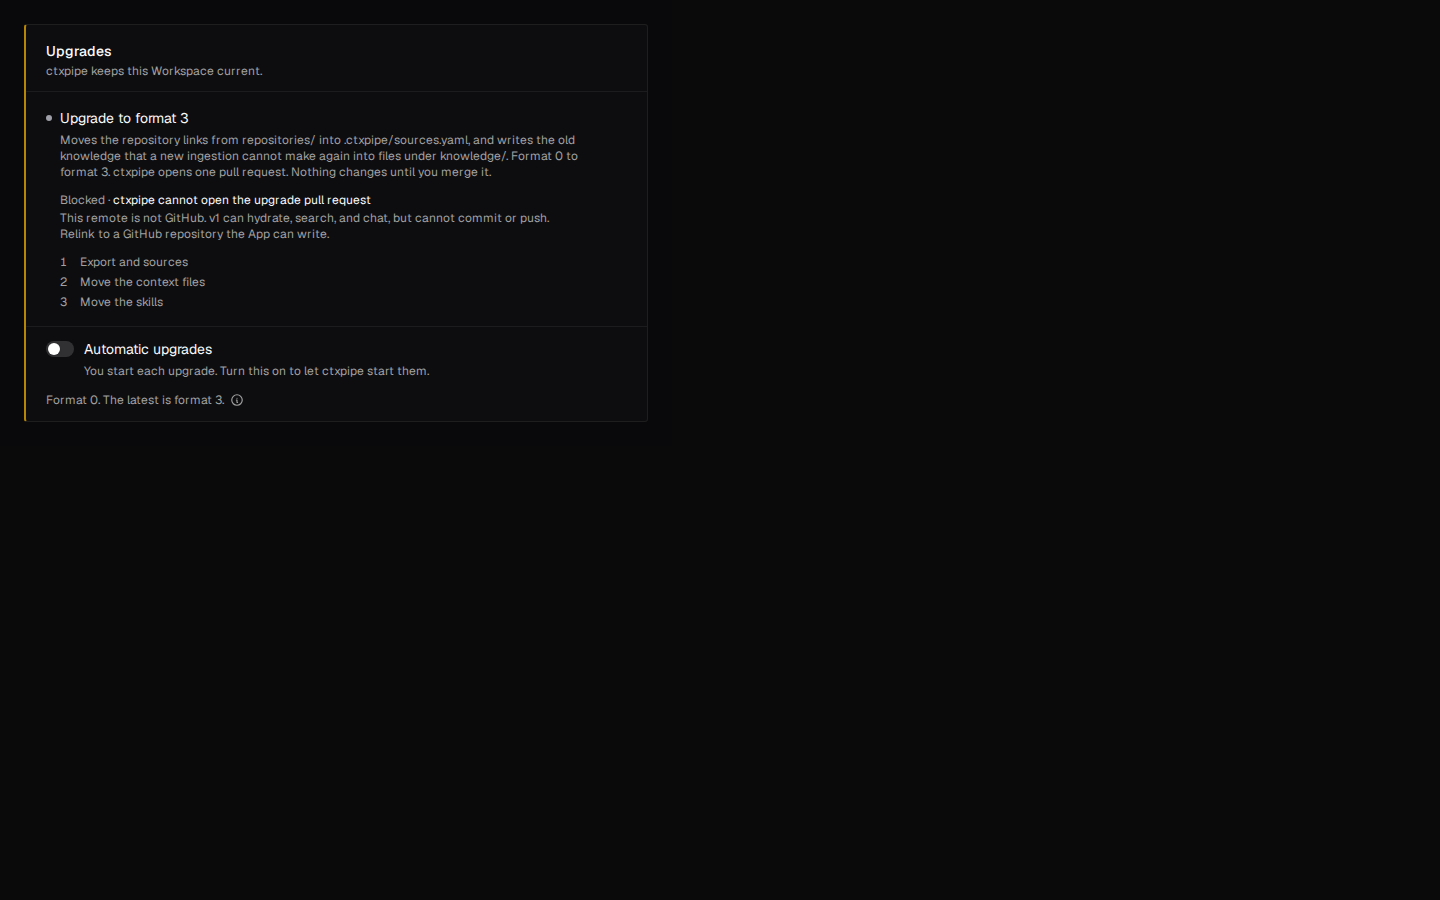 Upgrades
ctxpipe keeps this Workspace current.
Upgrade to format 3
Moves the repository links from repositories/ into .ctxpipe/sources.yaml, and writes the old
knowledge that a new ingestion cannot make again into files under knowledge/. Format 0 to
format 3. ctxpipe opens one pull request. Nothing changes until you merge it.
Blocked · ctxpipe cannot open the upgrade pull request
This remote is not GitHub. v1 can hydrate, search, and chat, but cannot commit or push.
Relink to a GitHub repository the App can write.
1 Export and sources
2 Move the context files
3 Move the skills
Automatic upgrades
You start each upgrade. Turn this on to let ctxpipe start them.
Format 0. The latest is format 3.